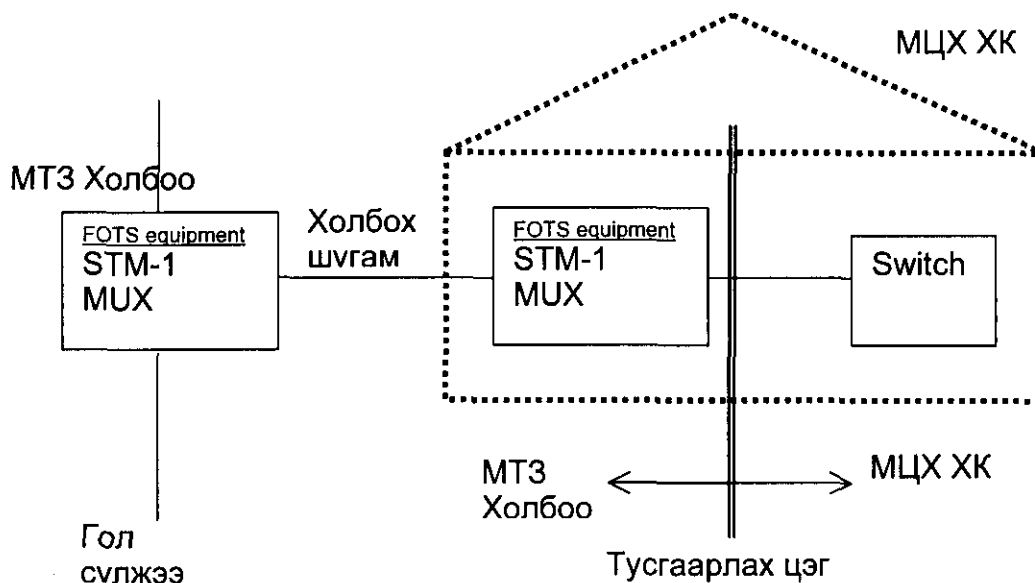 МЦХ ХК
МТЗ Холбоо
FOTS equipment
STM-1
MUX
Холбох
шугам
FOTS equipment
STM-1
MUX
Switch
МТЗ
Холбоо
МЦХ ХК
Гол
сүлжээ
Тусгаарлах цэг